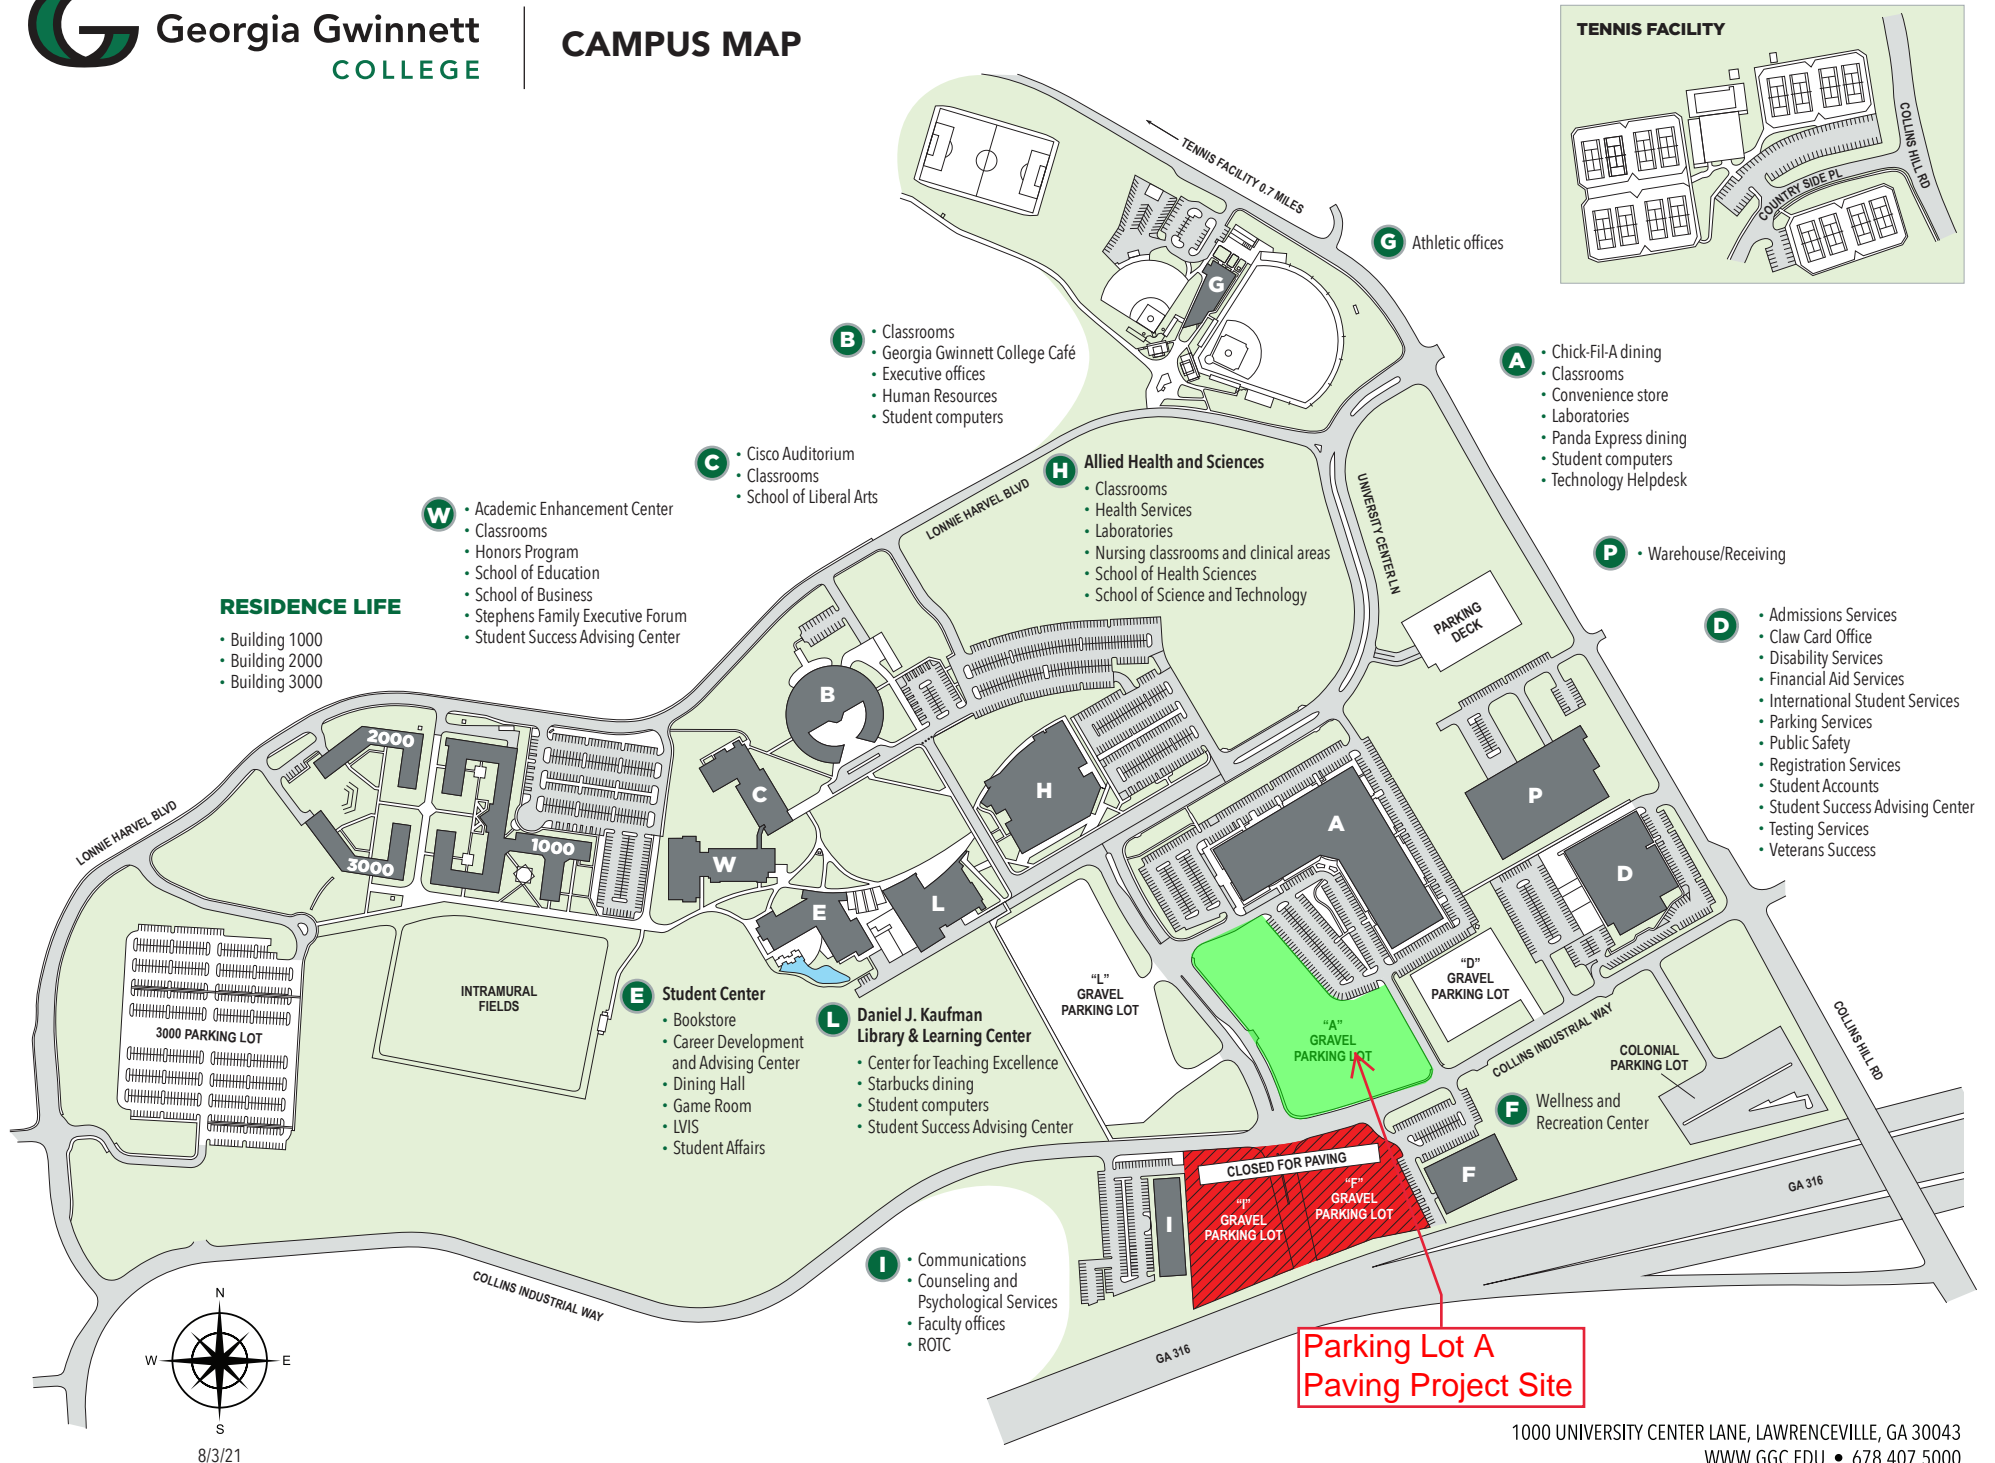 Georgia Gwinnett
COLLEGE
CAMPUS MAP
TENNIS FACILITY
COLLINS HILL RD
COUNTRY SIDE PL
TENNIS FACILITY 0.7 MILES
G
Athletic offices
G
B
• Classrooms
• Georgia Gwinnett College Café
• Executive offices
• Human Resources
• Student computers
A
• Chick-Fil-A dining
• Classrooms
• Convenience store
• Laboratories
• Panda Express dining
• Student computers
• Technology Helpdesk
C
• Cisco Auditorium
• Classrooms
• School of Liberal Arts
H
Allied Health and Sciences
• Classrooms
• Health Services
• Laboratories
• Nursing classrooms and clinical areas
• School of Health Sciences
• School of Science and Technology
LONNIE HARVEL BLVD
UNIVERSITY CENTER LN
W
• Academic Enhancement Center
• Classrooms
• Honors Program
• School of Education
• School of Business
• Stephens Family Executive Forum
• Student Success Advising Center
P
• Warehouse/Receiving
RESIDENCE LIFE
• Building 1000
• Building 2000
• Building 3000
PARKING
DECK
D
• Admissions Services
• Claw Card Office
• Disability Services
• Financial Aid Services
• International Student Services
• Parking Services
• Public Safety
• Registration Services
• Student Accounts
• Student Success Advising Center
• Testing Services
• Veterans Success
B
2000
C
H
P
A
LONNIE HARVEL BLVD
1000
3000
W
D
E
L
INTRAMURAL
FIELDS
3000 PARKING LOT
"L"
GRAVEL
PARKING LOT
"D"
GRAVEL
PARKING LOT
"A"
GRAVEL
PARKING LOT
COLLINS INDUSTRIAL WAY
COLLINS HILL RD
COLONIAL
PARKING LOT
E
Student Center
• Bookstore
• Career Development
and Advising Center
• Dining Hall
• Game Room
• LVIS
• Student Affairs
L
Daniel J. Kaufman
Library & Learning Center
• Center for Teaching Excellence
• Starbucks dining
• Student computers
• Student Success Advising Center
F
Wellness and
Recreation Center
CLOSED FOR PAVING
F
"I"
GRAVEL
PARKING LOT
"F"
GRAVEL
PARKING LOT
I
GA 316
I
• Communications
• Counseling and
Psychological Services
• Faculty offices
• ROTC
COLLINS INDUSTRIAL WAY
GA 316
N
W
E
S
8/3/21
Parking Lot A
Paving Project Site
1000 UNIVERSITY CENTER LANE, LAWRENCEVILLE, GA 30043
WWW.GGC.EDU • 678.407.5000